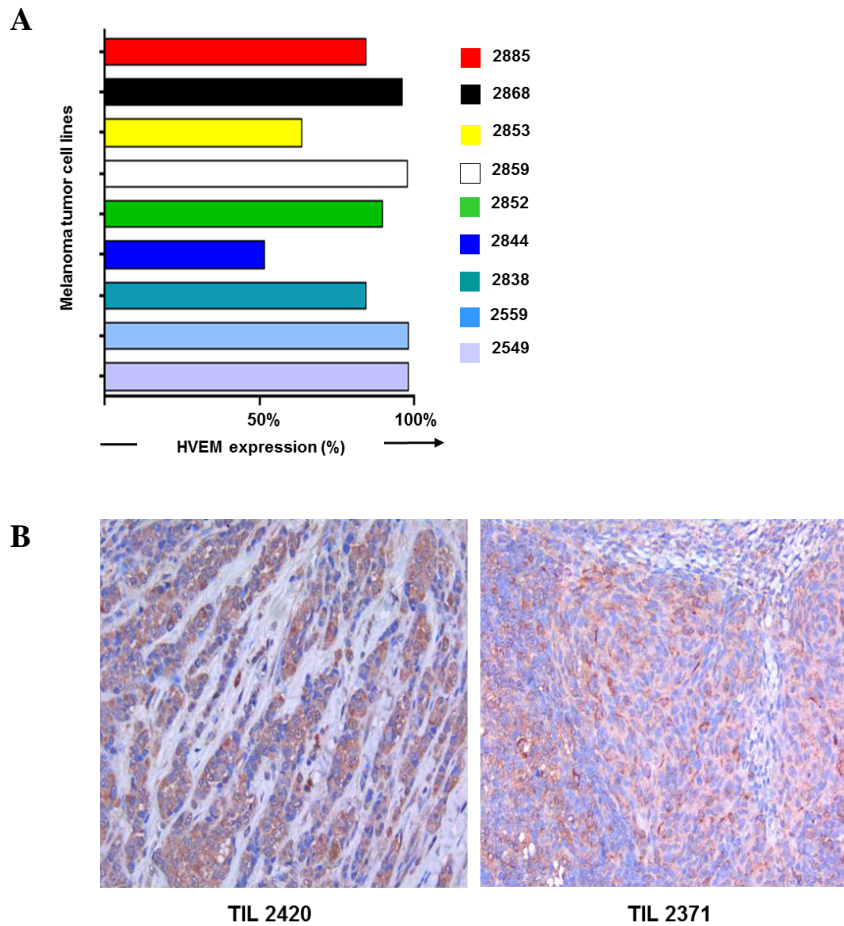 A
Melanoma tumor cell lines
2885
2868
2853
2859
2852
2844
2838
2559
2549
50%
100%
HVEM expression (%)
B
TIL 2420
TIL 2371